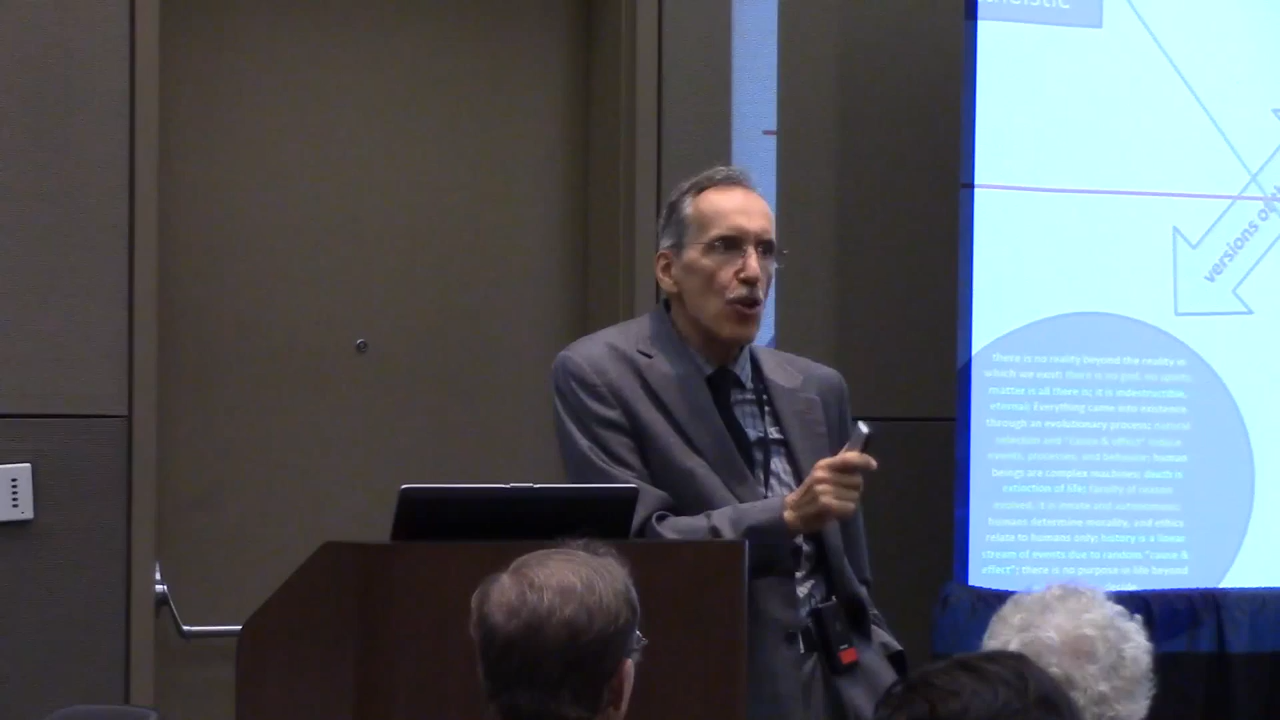 theistic
versions of
there is no reality beyond the reality in
which we exist: there is no god, no spirits;
matter is all there is; it is indestructible,
eternal; Everything came into existence
through an evolutionary process; natural
selection and "cause & effect"
events, processes, and behavior; human
beings are complex machines; death is
extinction of life; faculty of reason
evolved, it is innate and autonomous;
humans determine morality, and ethics
relate to humans only; history is a linear
stream of events due to random "cause &
effect"; there is no purpose in life beyond
decide.